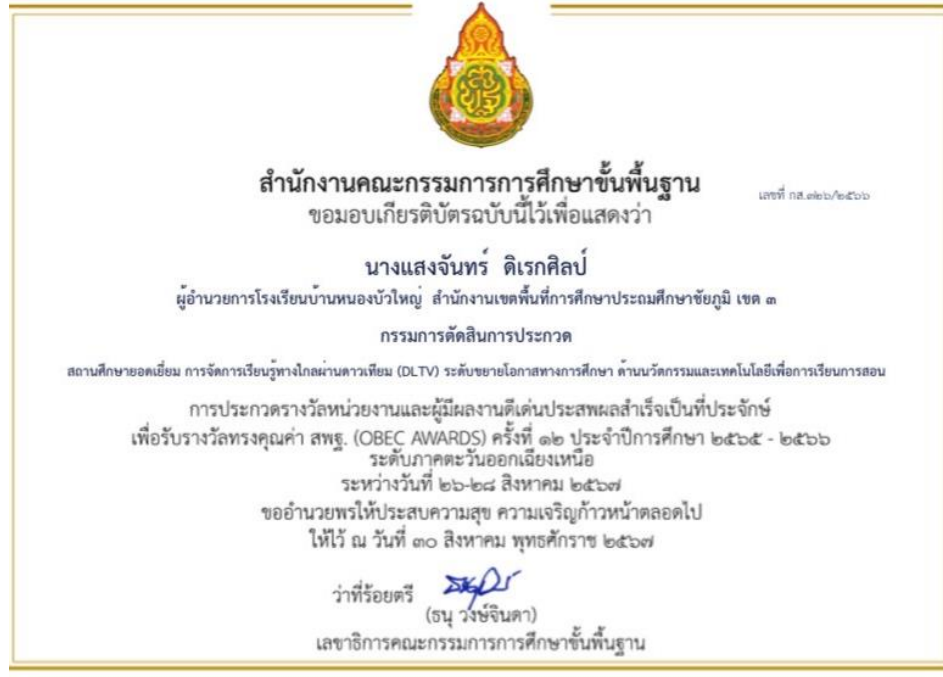 สำนักงานคณะกรรมการการศึกษาขั้นพื้นฐาน
เลขที่ กส.๓๒๖/๒๕๖๖
ขอมอบเกียรติบัตรฉบับนี้ไว้เพื่อแสดงว่า
นางแสงจันทร์ ดิเรกศิลป์
ผู้อำนวยการโรงเรียนบ้านหนองบัวใหญ่ สำนักงานเขตพื้นที่การศึกษาประถมศึกษาชัยภูมิ เขต ๓
กรรมการตัดสินการประกวด
สถานศึกษายอดเยี่ยม การจัดการเรียนรู้ทางไกลผ่านดาวเทียม (DLTV) ระดับขยายโอกาสทางการศึกษา ด้านนวัตกรรมและเทคโนโลยีเพื่อการเรียนการสอน
การประกวดรางวัลหน่วยงานและผู้มีผลงานดีเด่นประสพผลสำเร็จเป็นที่ประจักษ์
เพื่อรับรางวัลทรงคุณค่า สพฐ. (OBEC AWARDS) ครั้งที่ ๑๒ ประจำปีการศึกษา ๒๕๖๕ - ๒๕๖๖
ระดับภาคตะวันออกเฉียงเหนือ
ระหว่างวันที่ ๒๖-๒๘ สิงหาคม ๒๕๖๗
ขออำนวยพรให้ประสบความสุข ความเจริญก้าวหน้าตลอดไป
ให้ไว้ ณ วันที่ ๓๐ สิงหาคม พุทธศักราช ๒๕๖๗
ว่าที่ร้อยตรี
(ธนุ วงษ์จินดา)
เลขาธิการคณะกรรมการการศึกษาขั้นพื้นฐาน